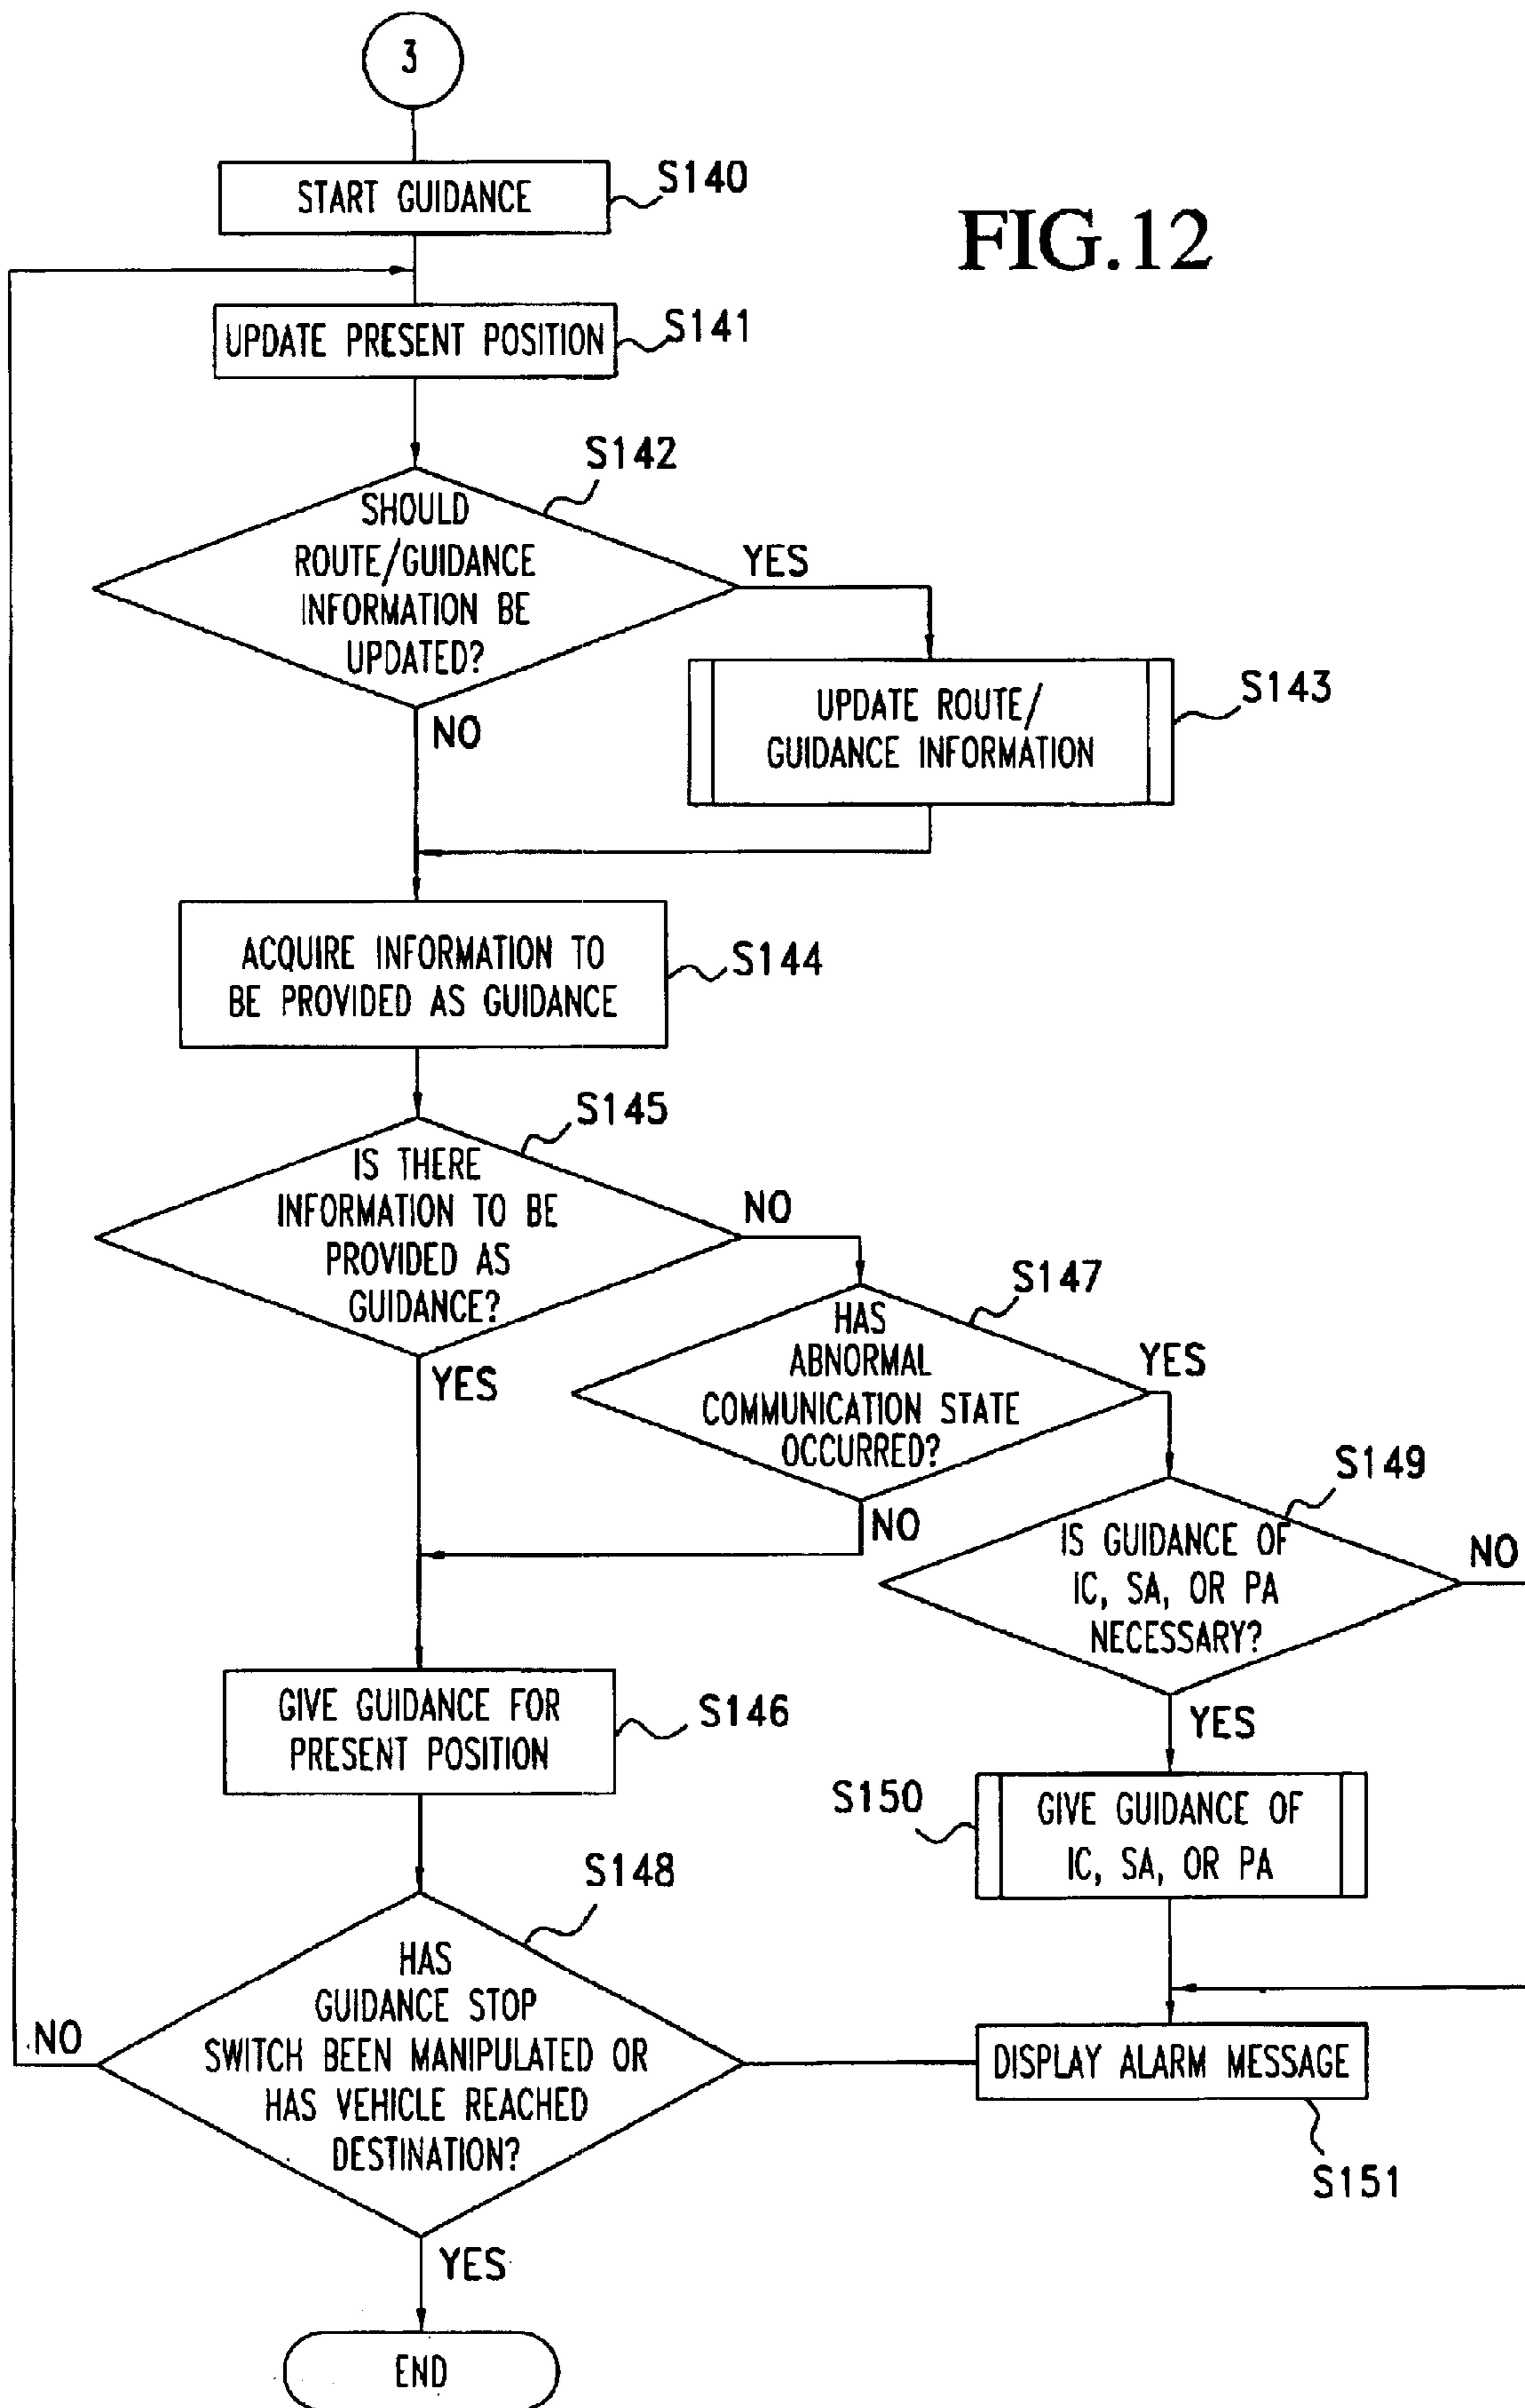 3
START GUIDANCE
S140
FIG.12
UPDATE PRESENT POSITION
S141
S142
SHOULD
ROUTE/GUIDANCE
INFORMATION BE
UPDATED?
YES
NO
UPDATE ROUTE/
GUIDANCE INFORMATION
S143
ACQUIRE INFORMATION TO
BE PROVIDED AS GUIDANCE
S144
S145
IS THERE
INFORMATION TO BE
PROVIDED AS
GUIDANCE?
NO
YES
S147
HAS
ABNORMAL
COMMUNICATION STATE
OCCURRED?
YES
NO
S149
IS GUIDANCE OF
IC, SA, OR PA
NECESSARY?
NO
YES
GIVE GUIDANCE FOR
PRESENT POSITION
S146
S150
GIVE GUIDANCE OF
IC, SA, OR PA
S148
HAS
GUIDANCE STOP
SWITCH BEEN MANIPULATED OR
HAS VEHICLE REACHED
DESTINATION?
NO
DISPLAY ALARM MESSAGE
S151
YES
END